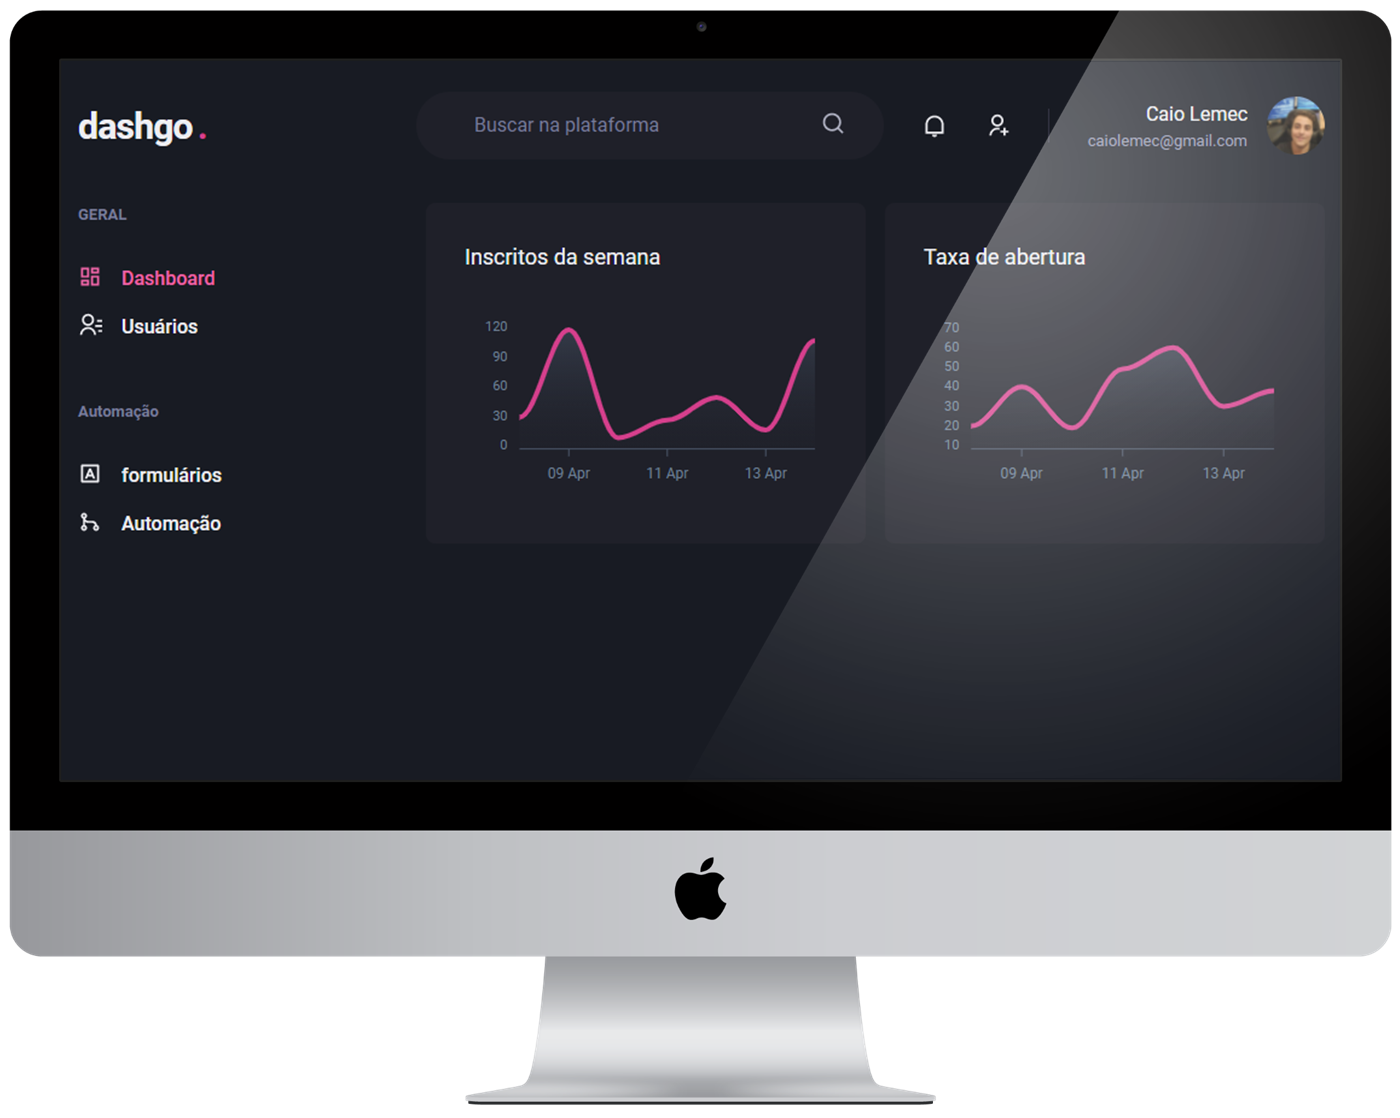 dashgo.
Buscar na plataforma
Caio Lemec
caiolemec@gmail.com
GERAL
Dashboard
Usuários
Automação
formulários
Automação
Inscritos da semana
120
90
60
30
0
09 Apr 11 Apr 13 Apr
Taxa de abertura
70
60
50
40
30
20
10
09 Apr 11 Apr 13 Apr